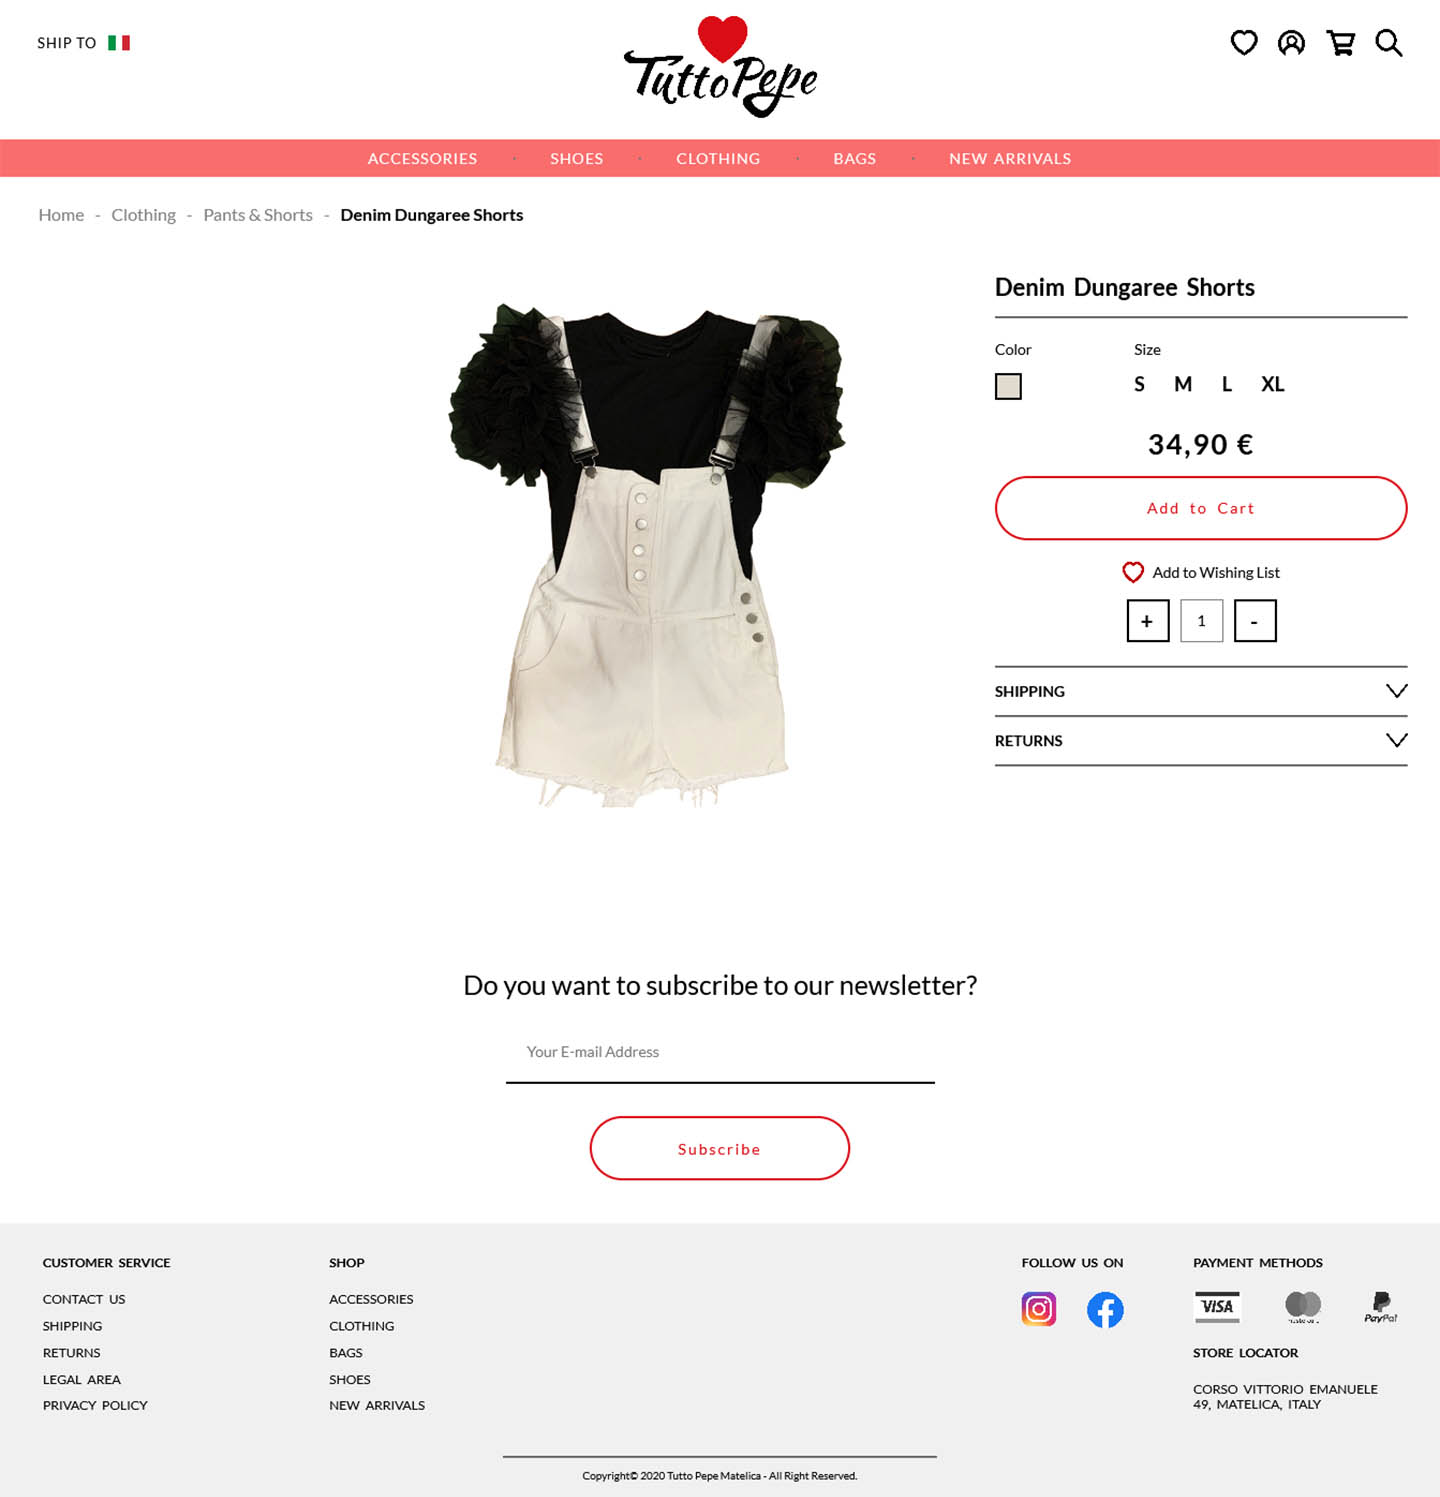 SHIP TO
Tutto Pepe
ACCESSORIES · SHOES · CLOTHING · BAGS · NEW ARRIVALS
Home - Clothing - Pants & Shorts - Denim Dungaree Shorts
Denim Dungaree Shorts
Color Size
S M L XL
34,90 €
Add to Cart
Add to Wishing List
+ 1 -
SHIPPING
RETURNS
Do you want to subscribe to our newsletter?
Your E-mail Address
Subscribe
CUSTOMER SERVICE
CONTACT US
SHIPPING
RETURNS
LEGAL AREA
PRIVACY POLICY
SHOP
ACCESSORIES
CLOTHING
BAGS
SHOES
NEW ARRIVALS
FOLLOW US ON
PAYMENT METHODS
VISA
PayPal
STORE LOCATOR
CORSO VITTORIO EMANUELE
49, MATELICA, ITALY
Copyright© 2020 Tutto Pepe Matelica - All Right Reserved.